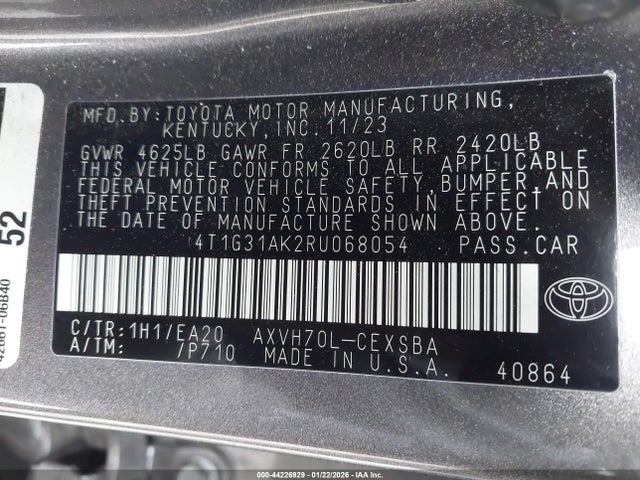 MFD.BY:TOYOTA MOTOR MANUFACTURING,
KENTUCKY,INC.11/23
GVWR 4625LB GAWR FR 2620LB RR 2420LB
THIS VEHICLE CONFORMS TO ALL APPLICABLE
FEDERAL MOTOR VEHICLE SAFETY,BUMPER,AND
THEFT PREVENTION STANDARDS IN EFFECT ON
THE DATE OF MANUFACTURE SHOWN ABOVE.
4T1G31AK2RU068054 PASS.CAR
C/TR:1H1/EA20 AXVH70L-CEXSBA
A/TM: /P710 MADE IN U.S.A. 40864
52
42661-06B40
© IAA - 44226929 - 01/22/2026 - © IAA Inc